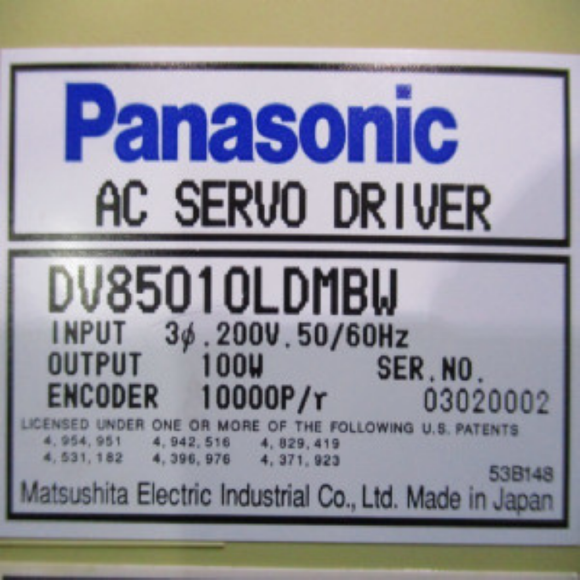 Panasonic
AC SERVO DRIVER
DV85010LDMBW
INPUT 3ϕ.200V.50/60Hz
OUTPUT 100W SER.NO.
ENCODER 10000P/r 03020002
LICENSED UNDER ONE OR MORE OF THE FOLLOWING U.S. PATENTS
4,954,951 4,942,516 4,829,419
4,531,182 4,396,976 4,371,923
53B148
Matsushita Electric Industrial Co., Ltd. Made in Japan